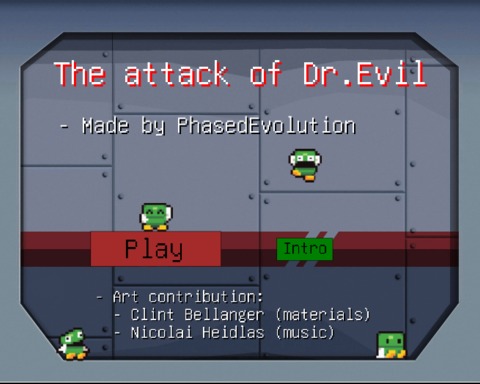 The attack of Dr.Evil
- Made by PhasedEvolution
Play
Intro
- Art contribution:
- Clint Bellanger (materials)
- Nicolai Heidlas (music)